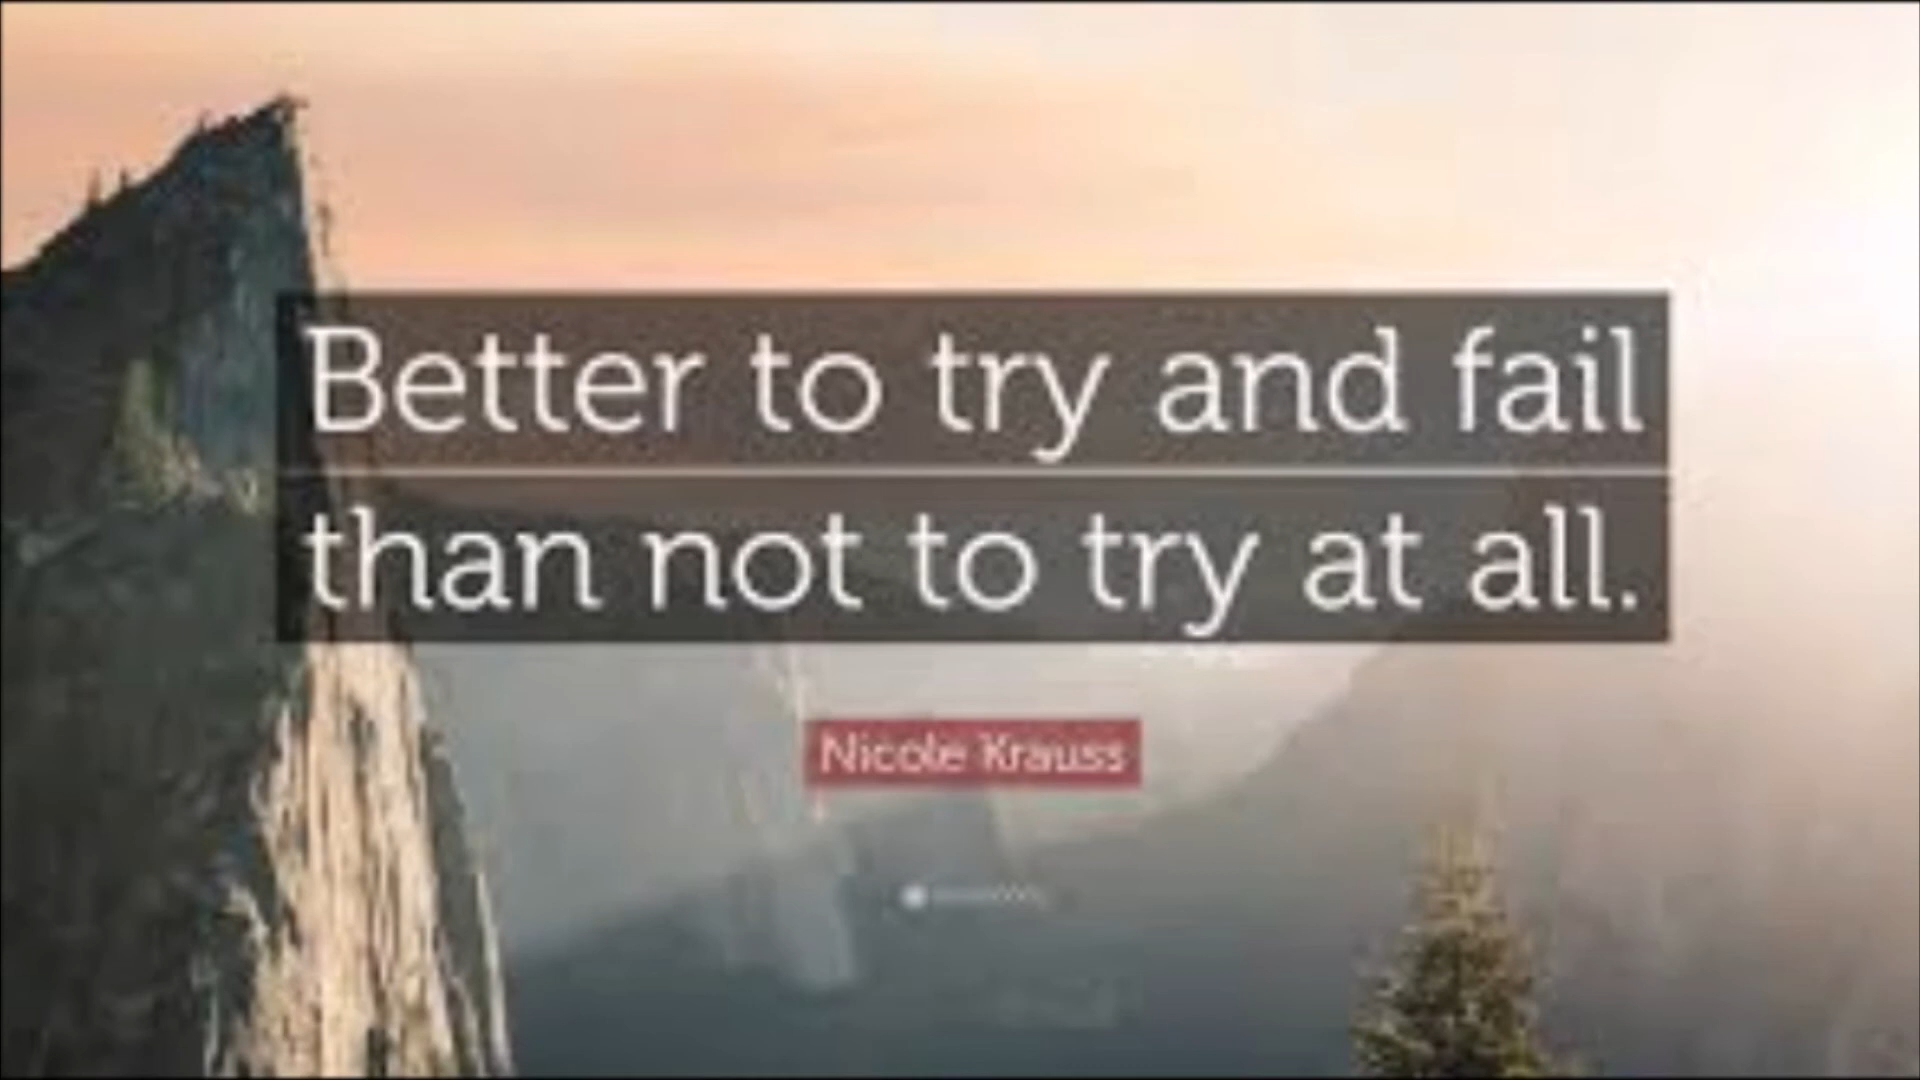 Better to try and fail
than not to try at all.
Nicole Krauss